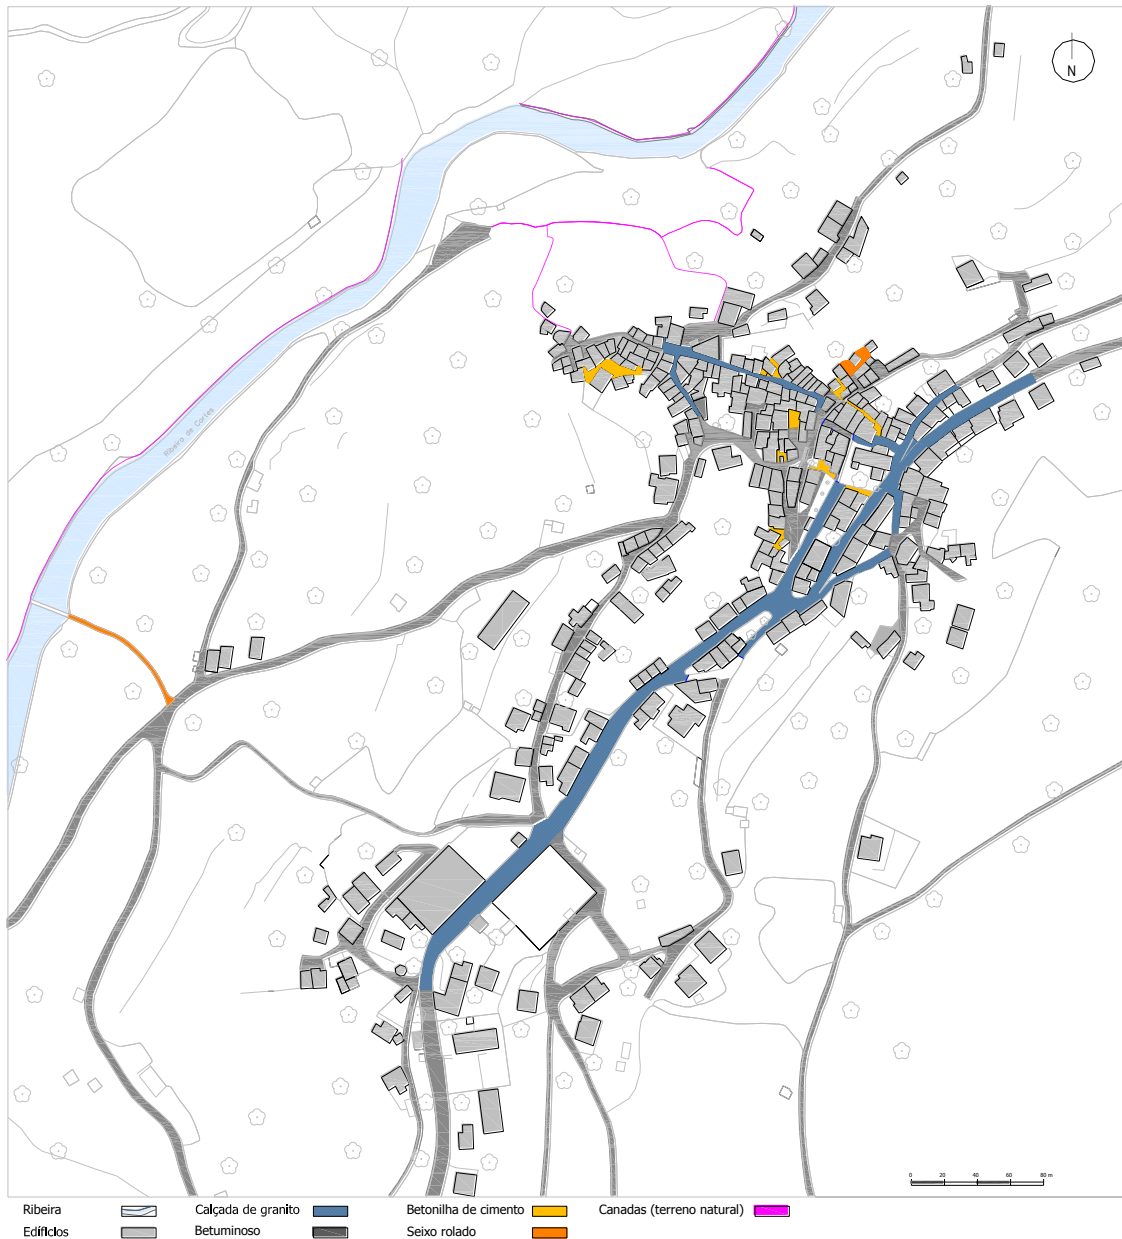 N
Ribeira de Cortes
0 20 40 60 80 m
Ribeira Calçada de granito Betonilha de cimento Canadas (terreno natural)
Edifícios Betuminoso Seixo rolado